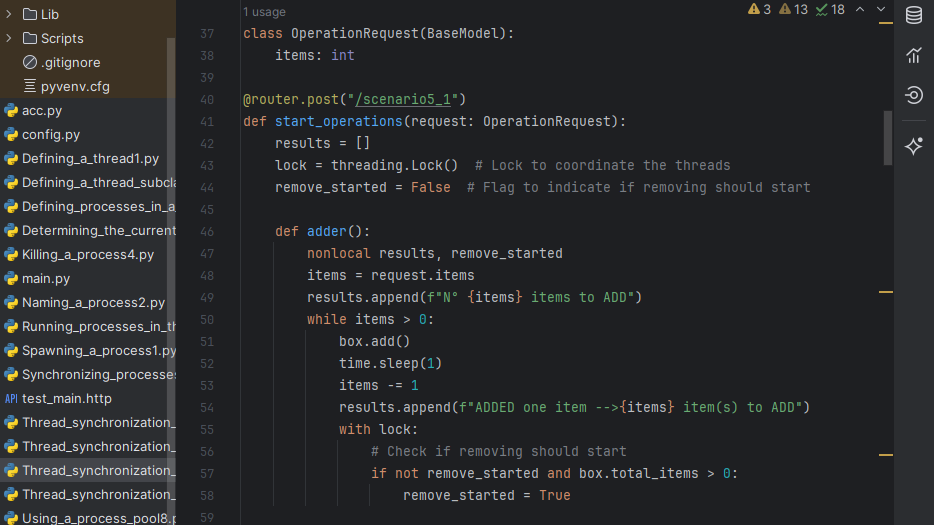 Lib
Scripts
.gitignore
pyvenv.cfg
acc.py
config.py
Defining_a_thread1.py
Defining_a_thread_subcla
Defining_processes_in_a
Determining_the_current
Killing_a_process4.py
main.py
Naming_a_process2.py
Running_processes_in_th
Spawning_a_process1.py
Synchronizing_processes
API test_main.http
Thread_synchronization_
Thread_synchronization_
Thread_synchronization_
Thread_synchronization_
Using_a_process_pool8.p
1 usage
3 13 18
37 class OperationRequest(BaseModel):
38     items: int
39
40 @router.post("/scenario5_1")
41 def start_operations(request: OperationRequest):
42     results = []
43     lock = threading.Lock()  # Lock to coordinate the threads
44     remove_started = False  # Flag to indicate if removing should start
45
46     def adder():
47         nonlocal results, remove_started
48         items = request.items
49         results.append(f"N° {items} items to ADD")
50         while items > 0:
51             box.add()
52             time.sleep(1)
53             items -= 1
54             results.append(f"ADDED one item -->{items} item(s) to ADD")
55             with lock:
56                 # Check if removing should start
57                 if not remove_started and box.total_items > 0:
58                     remove_started = True
59